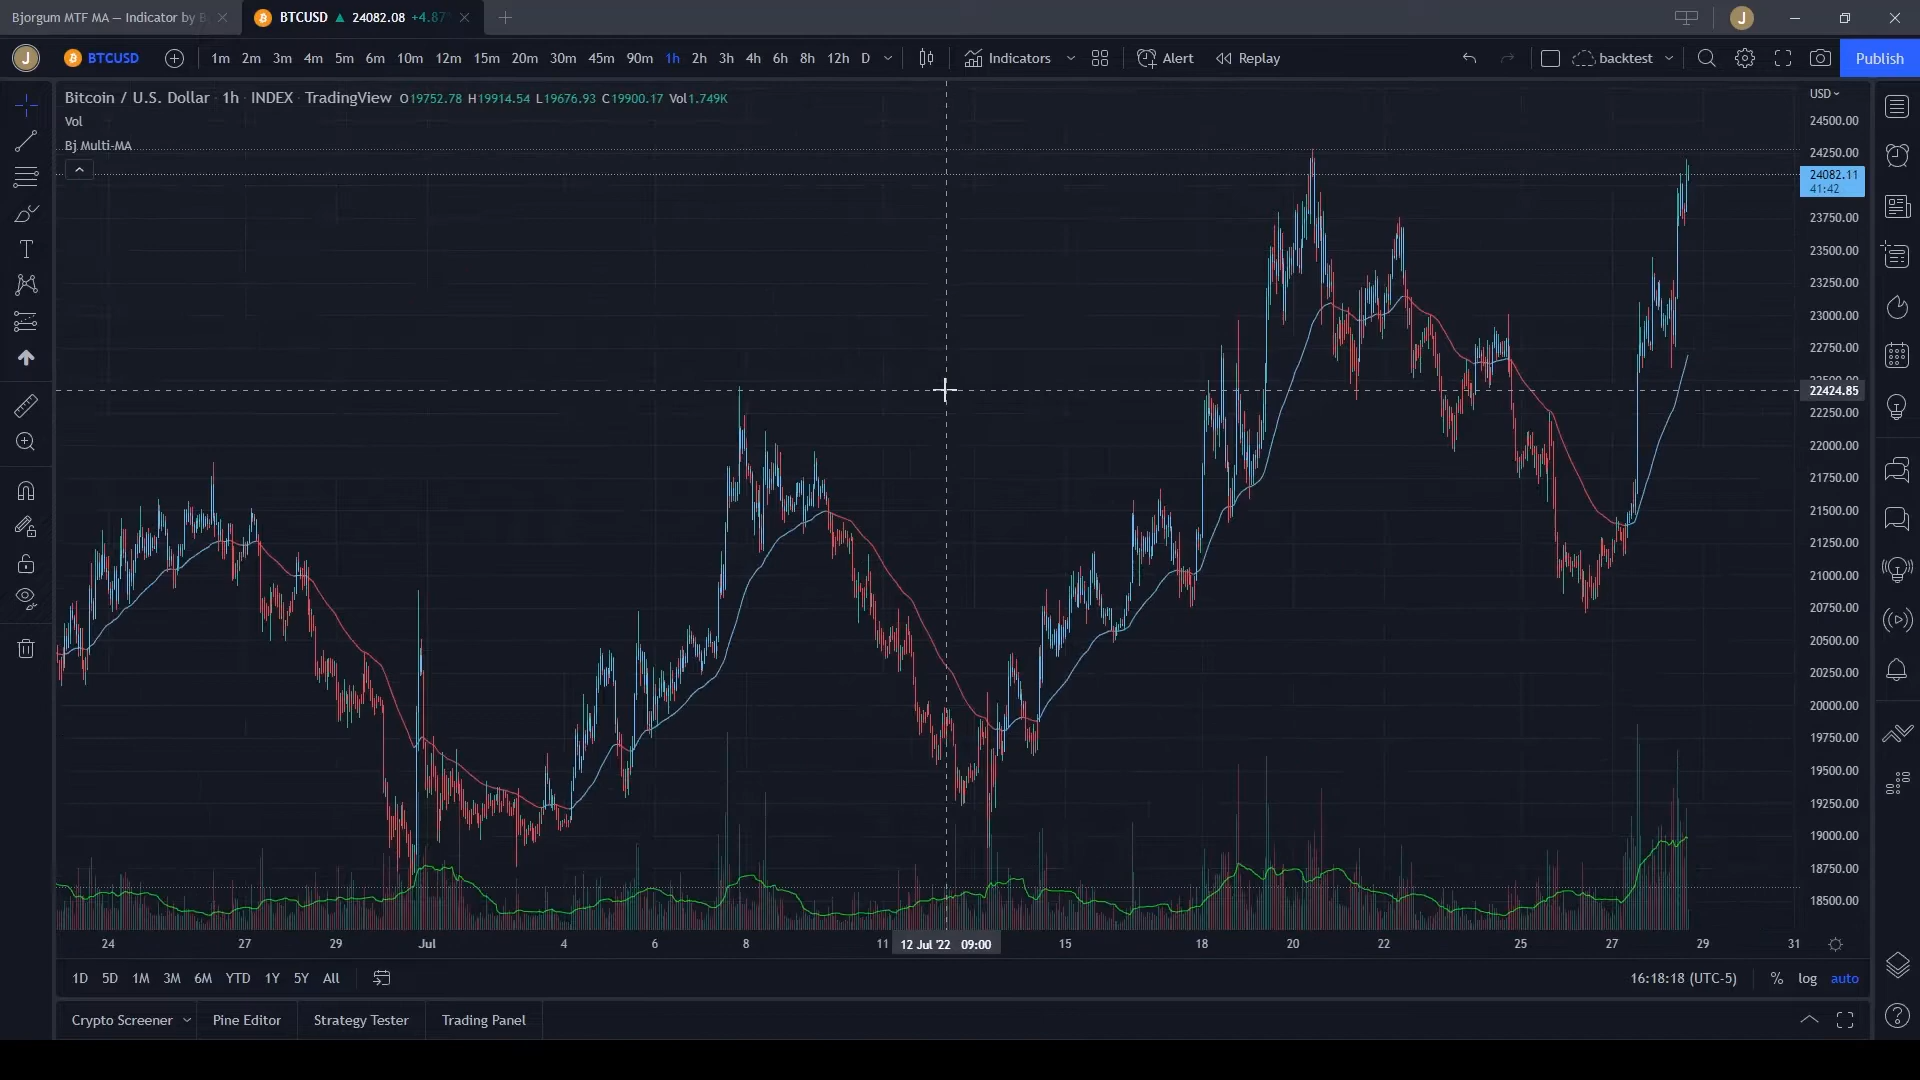 Bjorgum MTF MA — Indicator by B
BTCUSD ▲ 24082.08 +4.87
J
J
BTCUSD
1m 2m 3m 4m 5m 6m 10m 12m 15m 20m 30m 45m 90m 1h 2h 3h 4h 6h 8h 12h D
Indicators
Alert
Replay
backtest
Publish
Bitcoin / U.S. Dollar · 1h · INDEX · TradingView O19752.78 H19914.54 L19676.93 C19900.17 Vol1.749K
Vol
Bj Multi-MA
USD
24500.00
24250.00
24082.11
41:42
23750.00
23500.00
23250.00
23000.00
22750.00
22500.00
22424.85
22250.00
22000.00
21750.00
21500.00
21250.00
21000.00
20750.00
20500.00
20250.00
20000.00
19750.00
19500.00
19250.00
19000.00
18750.00
18500.00
24 27 29 Jul 4 6 8 11 12 Jul '22 09:00 15 18 20 22 25 27 29 31
1D 5D 1M 3M 6M YTD 1Y 5Y All
16:18:18 (UTC-5) % log auto
Crypto Screener Pine Editor Strategy Tester Trading Panel